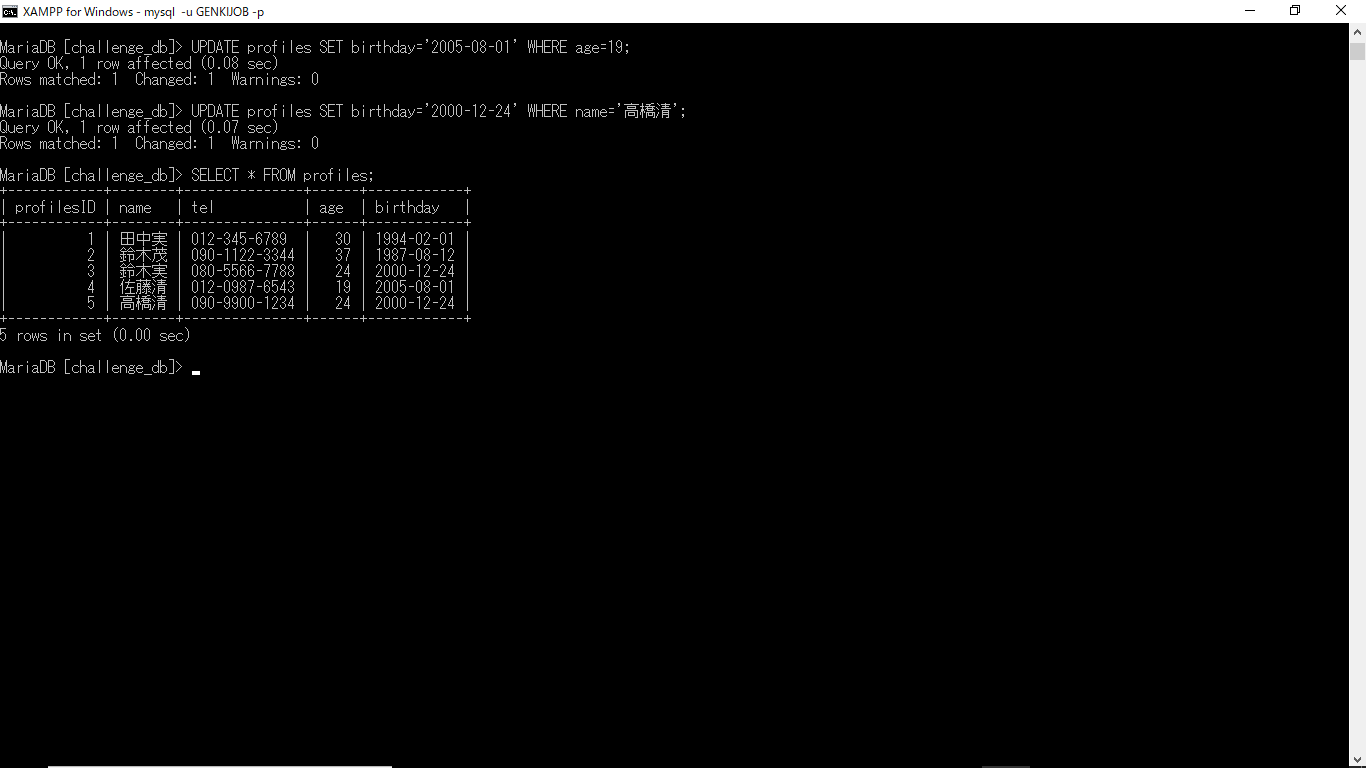 XAMPP for Windows - mysql -u GENKIJOB -p
MariaDB [challenge_db]> UPDATE profiles SET birthday='2005-08-01' WHERE age=19;
Query OK, 1 row affected (0.08 sec)
Rows matched: 1  Changed: 1  Warnings: 0
MariaDB [challenge_db]> UPDATE profiles SET birthday='2000-12-24' WHERE name='高橋清';
Query OK, 1 row affected (0.07 sec)
Rows matched: 1  Changed: 1  Warnings: 0
MariaDB [challenge_db]> SELECT * FROM profiles;
+------------+--------+---------------+------+------------+
| profilesID | name   | tel           | age  | birthday   |
+------------+--------+---------------+------+------------+
|          1 | 田中実 | 012-345-6789  |   30 | 1994-02-01 |
|          2 | 鈴木茂 | 090-1122-3344 |   37 | 1987-08-12 |
|          3 | 鈴木実 | 080-5566-7788 |   24 | 2000-12-24 |
|          4 | 佐藤清 | 012-0987-6543 |   19 | 2005-08-01 |
|          5 | 高橋清 | 090-9900-1234 |   24 | 2000-12-24 |
+------------+--------+---------------+------+------------+
5 rows in set (0.00 sec)
MariaDB [challenge_db]>